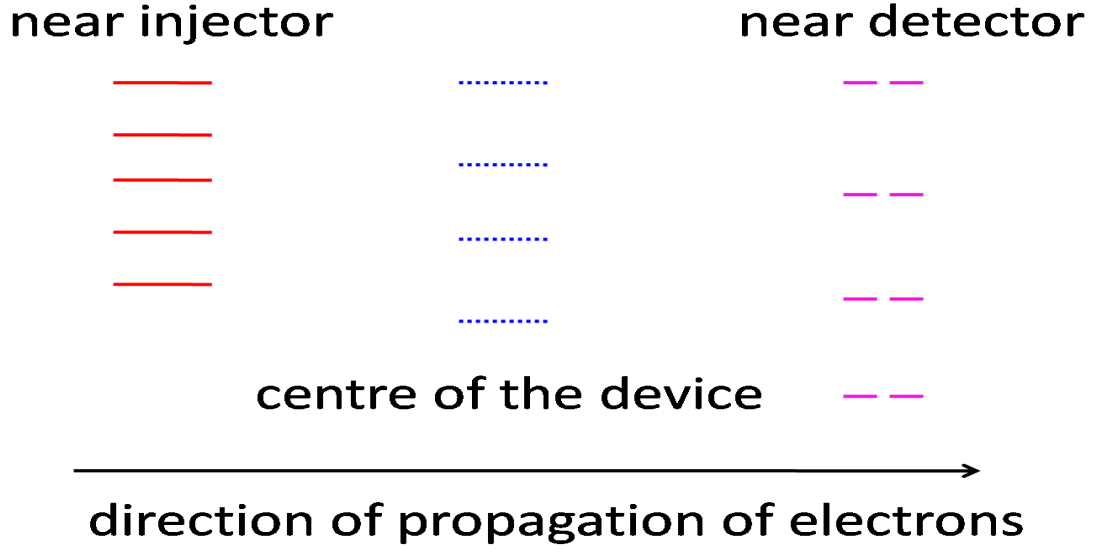 near injector
near detector
centre of the device
direction of propagation of electrons